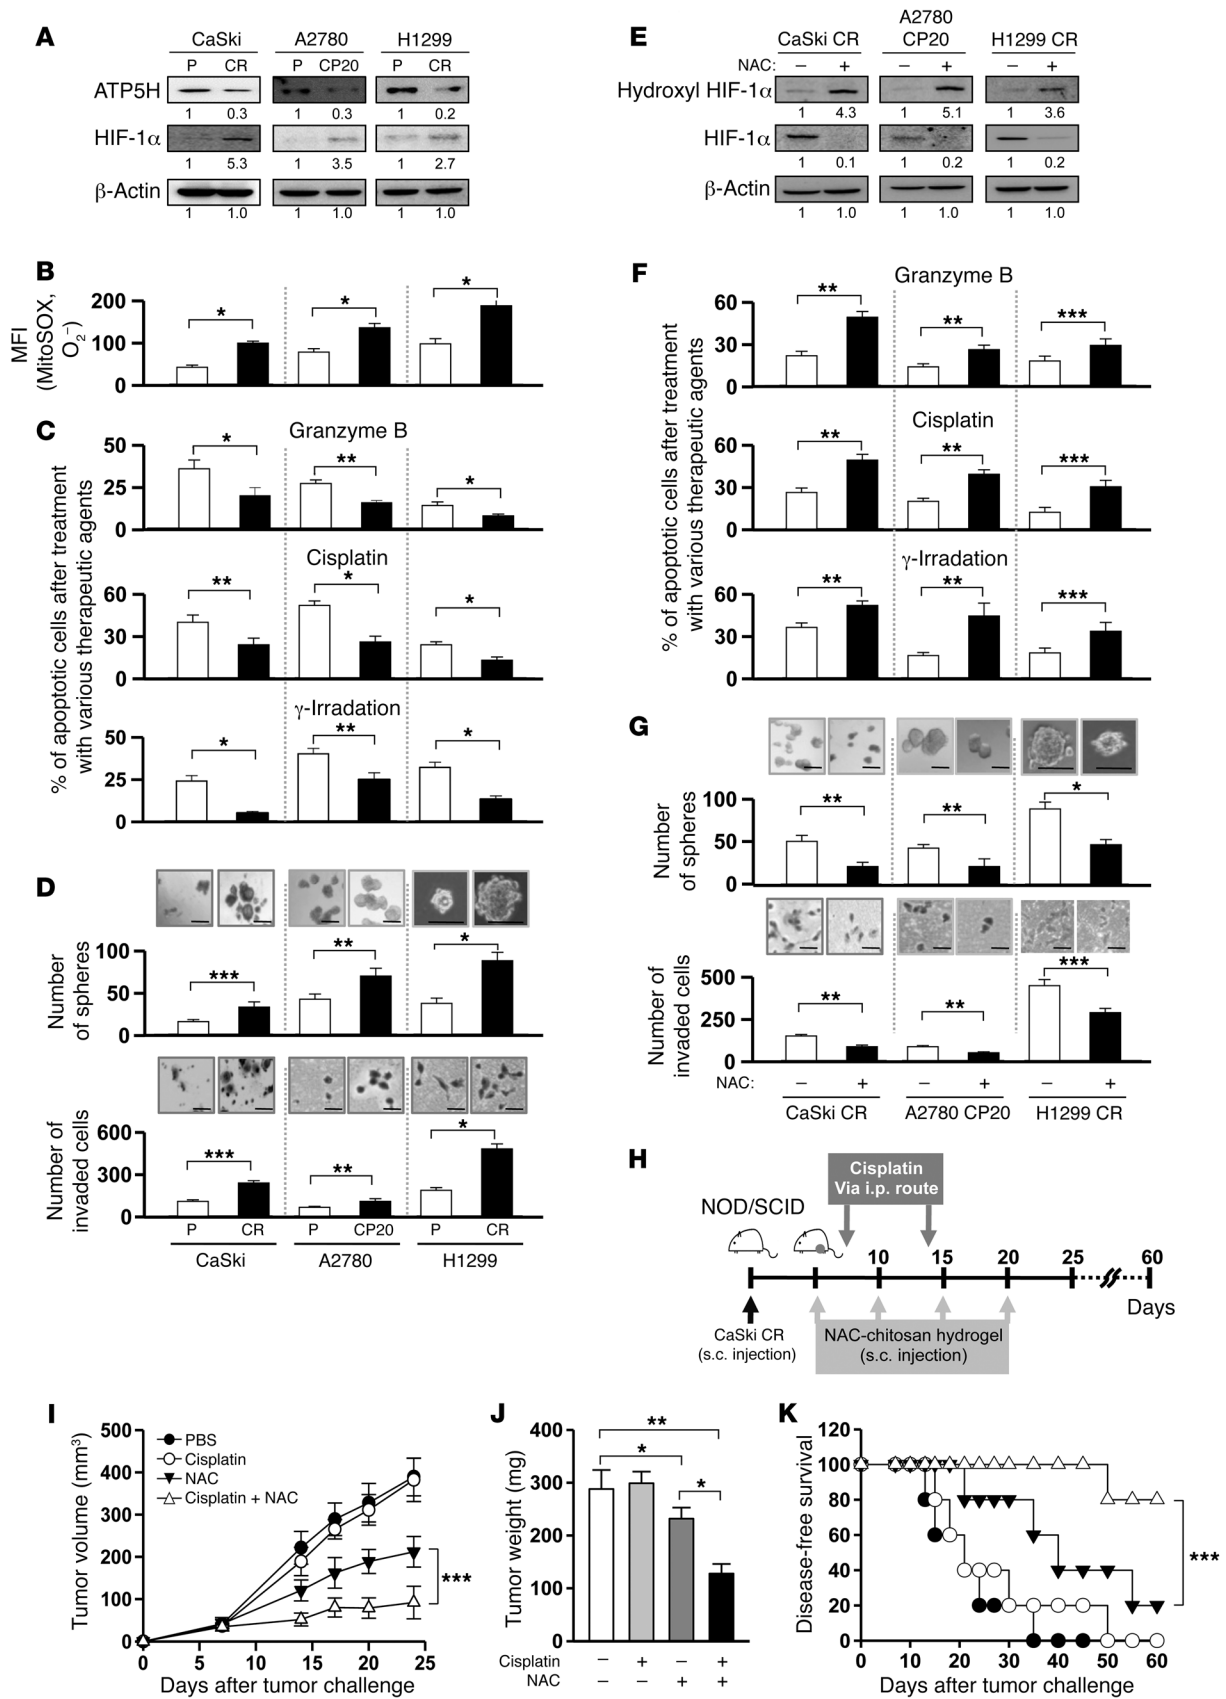 A
CaSki A2780 H1299
P CR P CP20 P CR
ATP5H
1 0.3 1 0.3 1 0.2
HIF-1α
1 5.3 1 3.5 1 2.7
β-Actin
1 1.0 1 1.0 1 1.0
B
MFI
(MitoSOX,
O2−)
200
100
0
* * *
C
% of apoptotic cells after treatment
with various therapeutic agents
Granzyme B
50
25
0
* ** *
Cisplatin
60
30
0
** * *
γ-Irradation
50
25
0
* ** *
D
Number
of spheres
100
50
0
*** ** *
Number of
invaded cells
600
300
0
*** ** *
P CR P CP20 P CR
CaSki A2780 H1299
E
CaSki CR A2780 CP20 H1299 CR
NAC: − + − + − +
Hydroxyl HIF-1α
1 4.3 1 5.1 1 3.6
HIF-1α
1 0.1 1 0.2 1 0.2
β-Actin
1 1.0 1 1.0 1 1.0
F
% of apoptotic cells after treatment
with various therapeutic agents
Granzyme B
60
30
0
** ** ***
Cisplatin
60
30
0
** ** ***
γ-Irradation
60
30
0
** ** ***
G
Number
of spheres
100
50
0
** ** *
Number of
invaded cells
500
250
0
** ** ***
NAC: − + − + − +
CaSki CR A2780 CP20 H1299 CR
H
Cisplatin
Via i.p. route
NOD/SCID
10 15 20 25 60
Days
CaSki CR
(s.c. injection)
NAC-chitosan hydrogel
(s.c. injection)
I
Tumor volume (mm3)
500
400
300
200
100
0
PBS
Cisplatin
NAC
Cisplatin + NAC
***
0 5 10 15 20 25
Days after tumor challenge
J
Tumor weight (mg)
400
300
200
100
0
**
*
*
Cisplatin − + − +
NAC − − + +
K
Disease-free survival
120
100
80
60
40
20
0
***
0 10 20 30 40 50 60
Days after tumor challenge